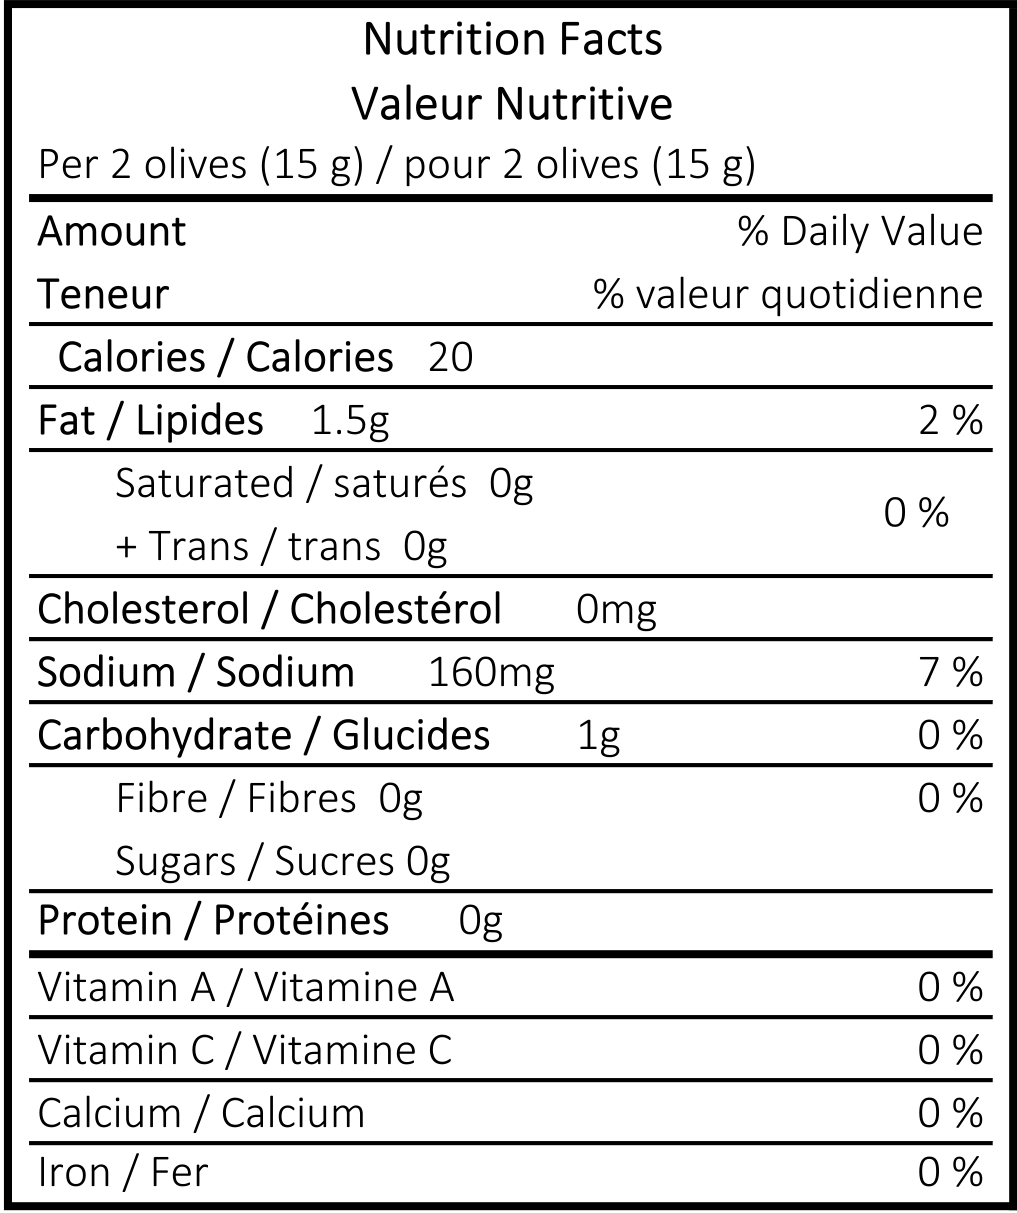 Nutrition Facts
Valeur Nutritive
Per 2 olives (15 g) / pour 2 olives (15 g)
Amount % Daily Value
Teneur % valeur quotidienne
Calories / Calories 20
Fat / Lipides 1.5g 2 %
Saturated / saturés 0g
0 %
+ Trans / trans 0g
Cholesterol / Cholestérol 0mg
Sodium / Sodium 160mg 7 %
Carbohydrate / Glucides 1g 0 %
Fibre / Fibres 0g 0 %
Sugars / Sucres 0g
Protein / Protéines 0g
Vitamin A / Vitamine A 0 %
Vitamin C / Vitamine C 0 %
Calcium / Calcium 0 %
Iron / Fer 0 %